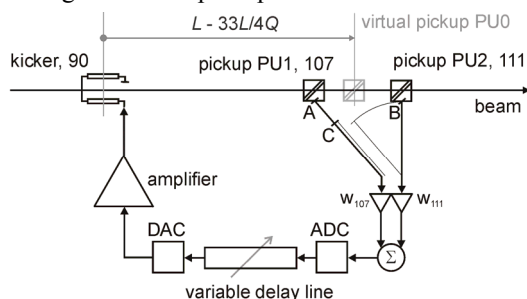 L - 33L/4Q
virtual pickup PU0
kicker, 90
pickup PU1, 107
pickup PU2, 111
beam
A
B
C
amplifier
w107
w111
DAC
ADC
Σ
variable delay line